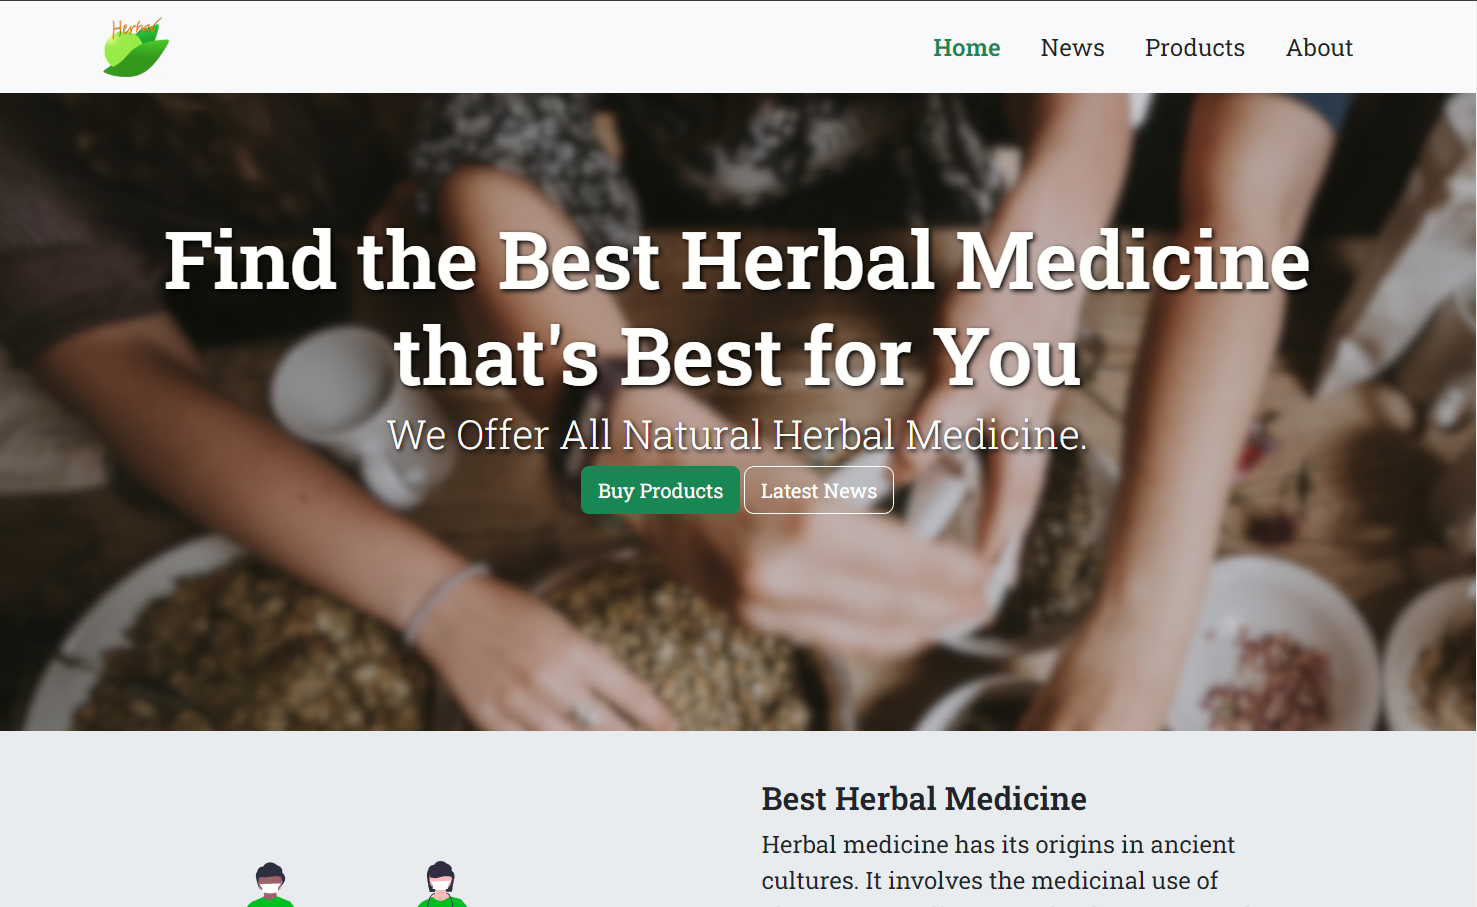 Herbal
Home News Products About
Find the Best Herbal Medicine
that's Best for You
We Offer All Natural Herbal Medicine.
Buy Products Latest News
Best Herbal Medicine
Herbal medicine has its origins in ancient
cultures. It involves the medicinal use of